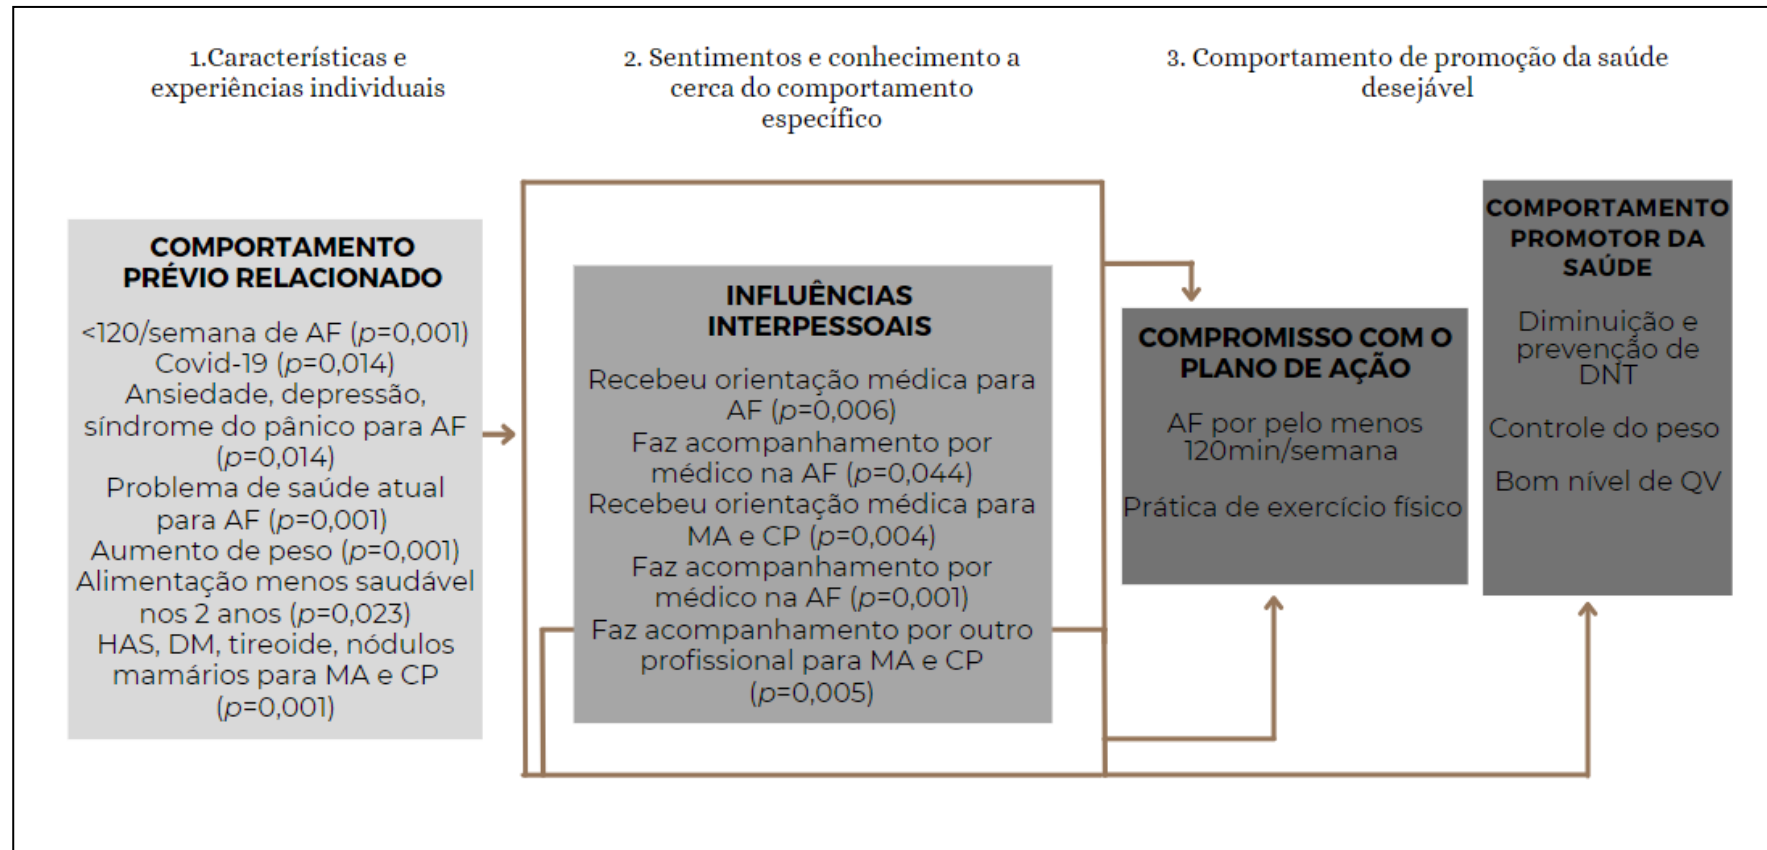 1.Características e
experiências individuais
2. Sentimentos e conhecimento a
cerca do comportamento
específico
3. Comportamento de promoção da saúde
desejável
COMPORTAMENTO
PRÉVIO RELACIONADO
<120/semana de AF (p=0,001)
Covid-19 (p=0,014)
Ansiedade, depressão,
síndrome do pânico para AF
(p=0,014)
Problema de saúde atual
para AF (p=0,001)
Aumento de peso (p=0,001)
Alimentação menos saudável
nos 2 anos (p=0,023)
HAS, DM, tireoide, nódulos
mamários para MA e CP
(p=0,001)
INFLUÊNCIAS
INTERPESSOAIS
Recebeu orientação médica para
AF (p=0,006)
Faz acompanhamento por
médico na AF (p=0,044)
Recebeu orientação médica para
MA e CP (p=0,004)
Faz acompanhamento por
médico na AF (p=0,001)
Faz acompanhamento por outro
profissional para MA e CP
(p=0,005)
COMPROMISSO COM O
PLANO DE AÇÃO
AF por pelo menos
120min/semana
Prática de exercício físico
COMPORTAMENTO
PROMOTOR DA
SAÚDE
Diminuição e
prevenção de
DNT
Controle do peso
Bom nível de QV